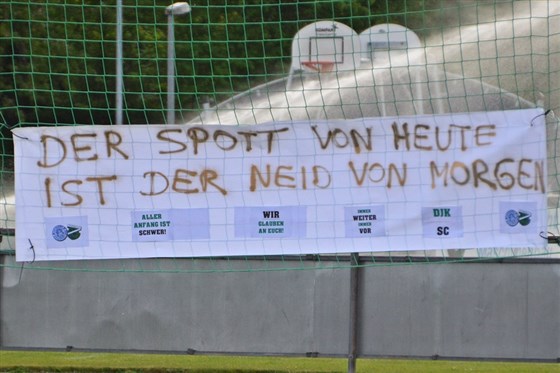 DER SPOTT VON HEUTE
IST DER NEID VON MORGEN
ALLER
ANFANG IST
SCHWER!
WIR
GLAUBEN
AN EUCH!
IMMER
WEITER
IMMER
VOR
DJK
SC